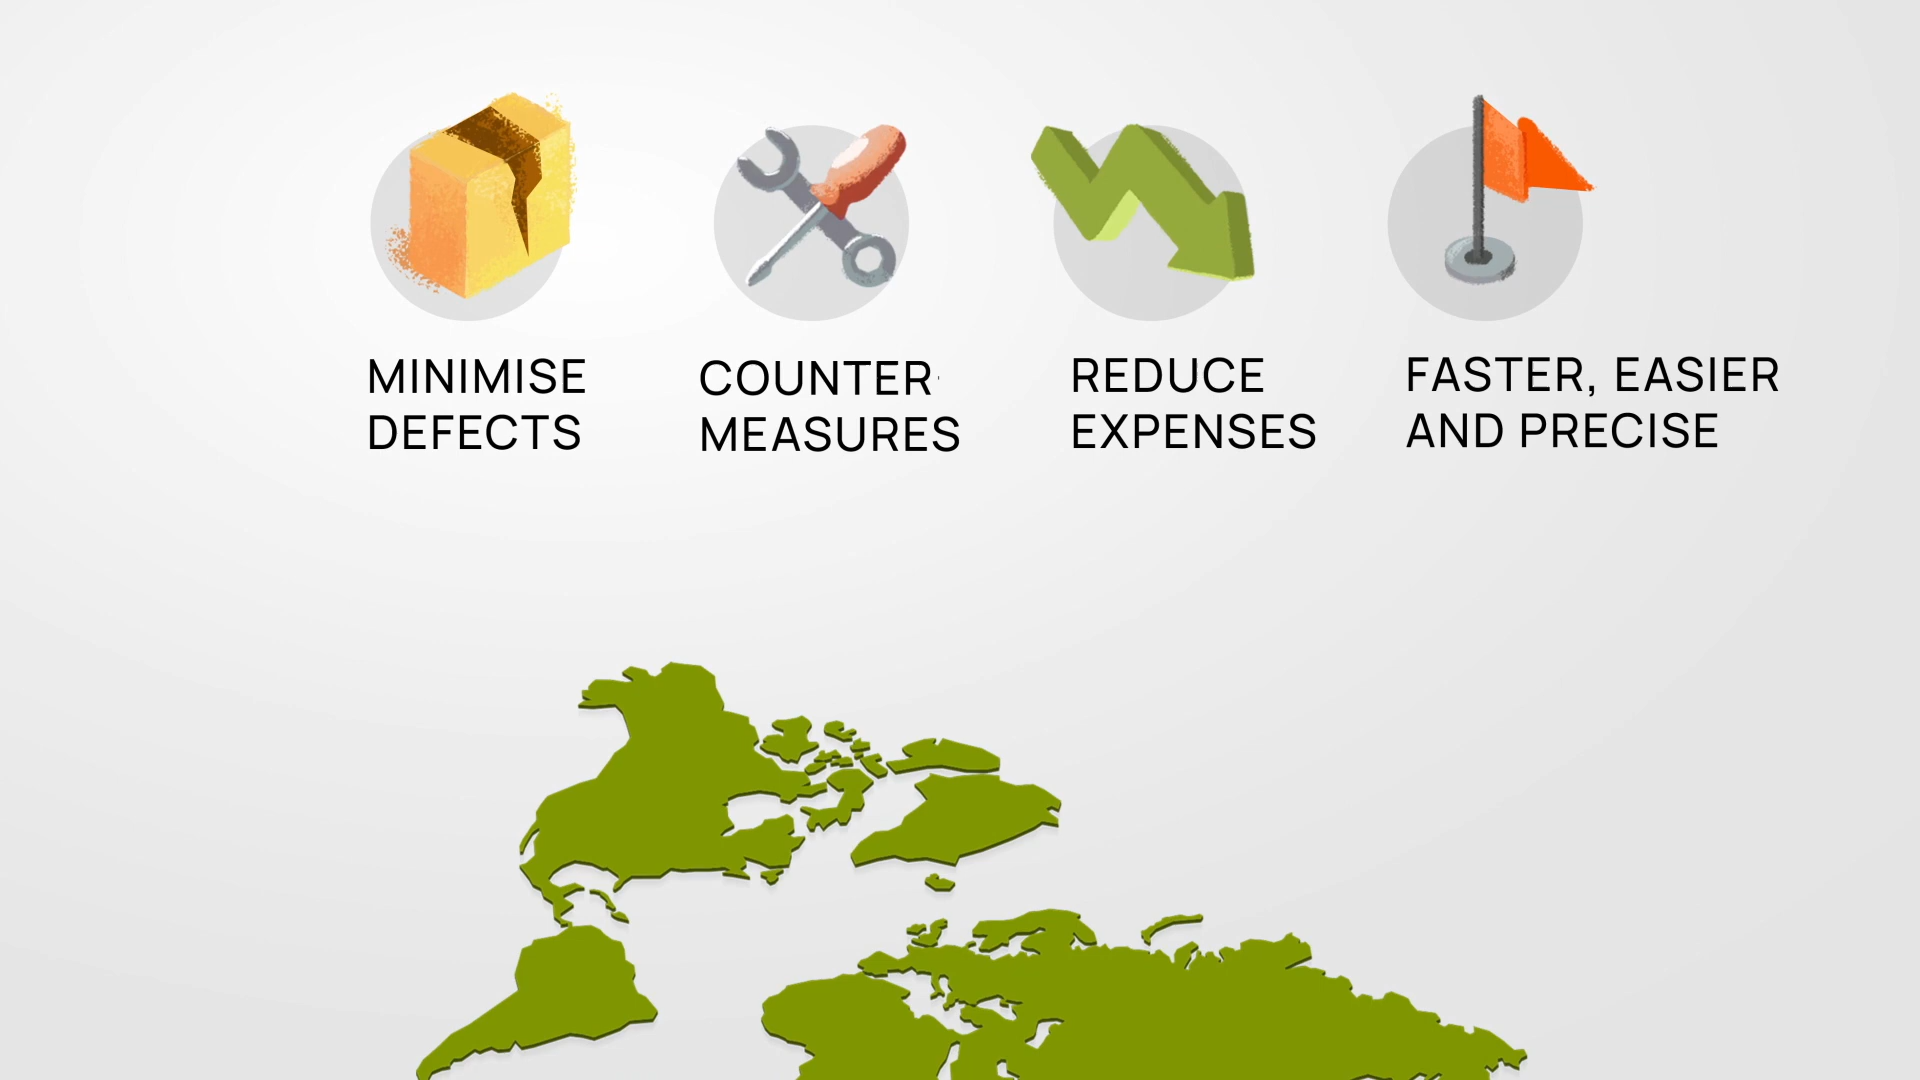 MINIMISE
DEFECTS
COUNTER-
MEASURES
REDUCE
EXPENSES
FASTER, EASIER
AND PRECISE